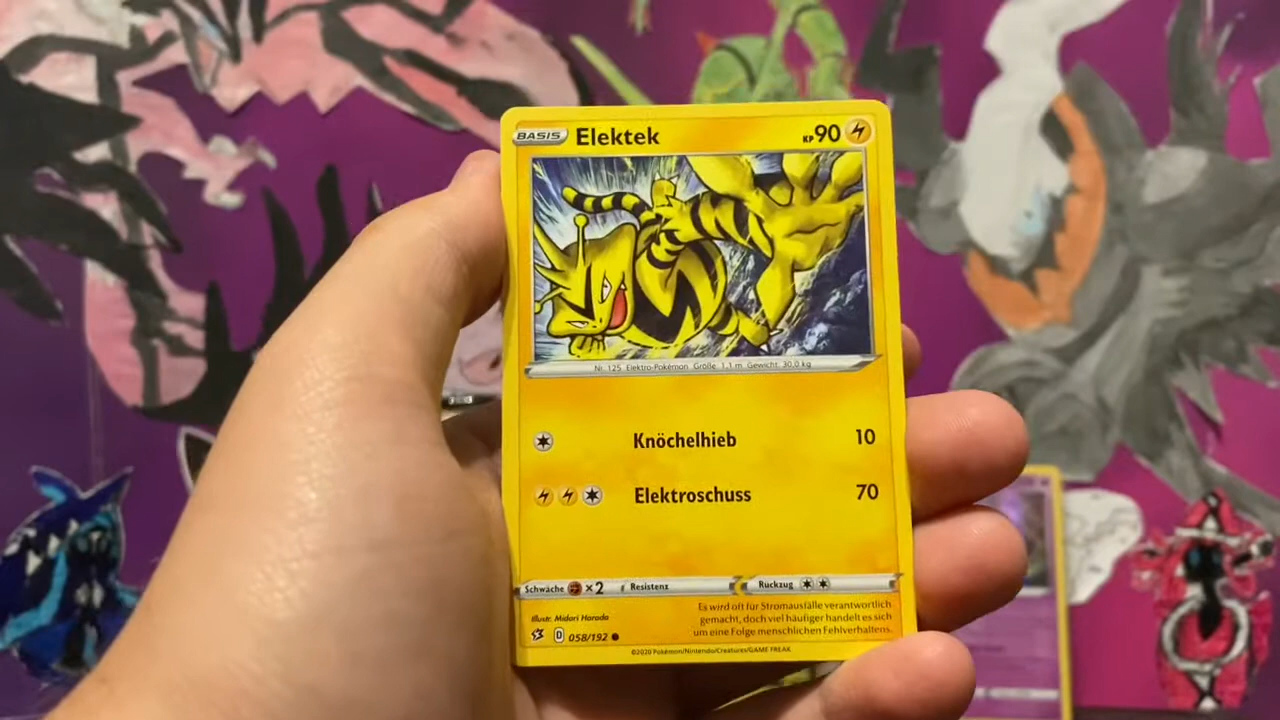 BASIS Elektek KP90
Nr. 125 Elektro-Pokémon Größe: 1,1 m Gewicht: 30,0 kg
Knöchelhieb 10
Elektroschuss 70
Schwäche ×2 Resistenz Rückzug
Illustr. Midori Harada
Es wird oft für Stromausfälle verantwortlich
gemacht, doch viel häufiger handelt es sich
um eine Folge menschlichen Fehlverhaltens.
D 058/192
©2020 Pokémon/Nintendo/Creatures/GAME FREAK